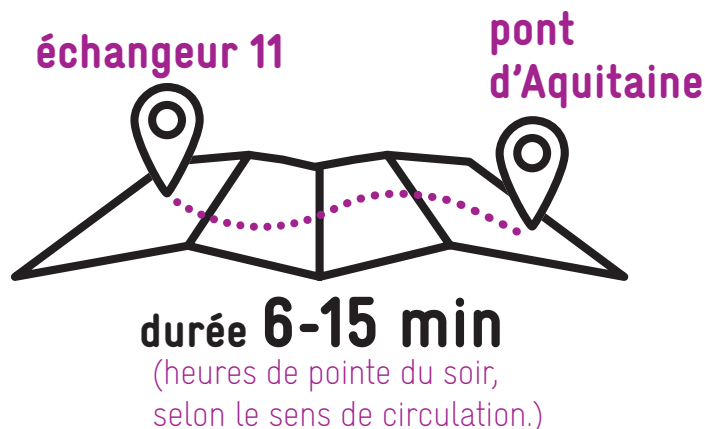 échangeur 11
pont
d'Aquitaine
durée 6-15 min
(heures de pointe du soir,
selon le sens de circulation.)